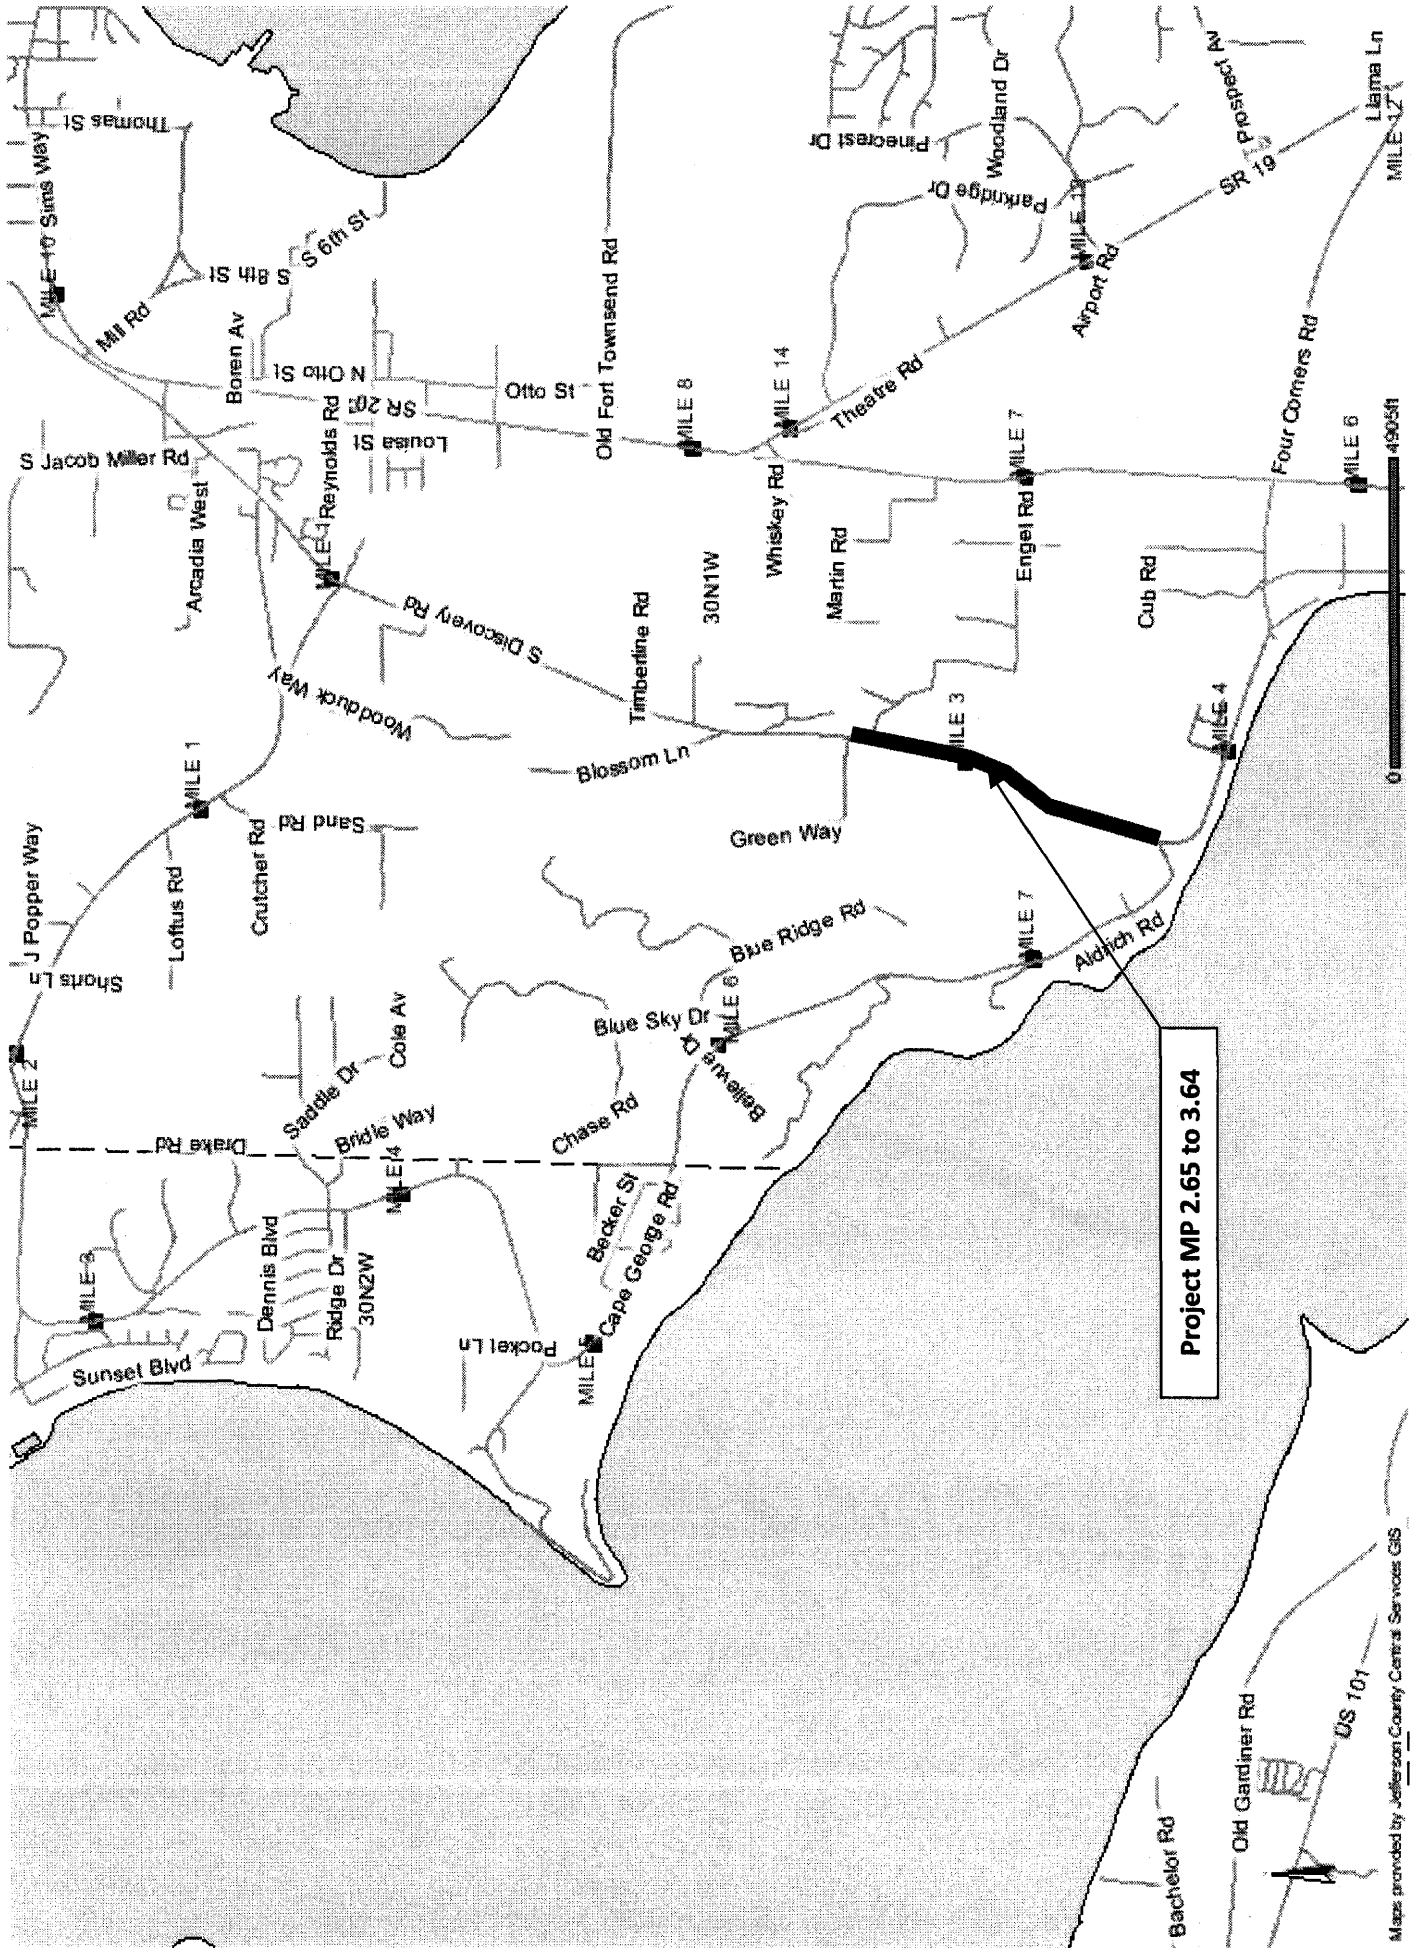 Thomas St
MILE 10 Sims Way
Mill Rd
S 8th St
S 6th St
Boren Av
N Otto St
SR 20
Otto St
Louisa St
Reynolds Rd
S Jacob Miller Rd
Arcadia West
MILE 1
Old Fort Townsend Rd
MILE 8
MILE 14
Theatre Rd
Pinecrest Dr
Woodland Dr
Parkridge Dr
Airport Rd
Prospect Av
SR 19
Llama Ln
MILE 12
Four Corners Rd
MILE 7
MILE 6
Whiskey Rd
Martin Rd
Engel Rd
Cub Rd
30N1W
Timberline Rd
S Discovery Rd
Woodduck Way
Blossom Ln
Green Way
MILE 4
MILE 1
Sand Rd
Crutcher Rd
Loftus Rd
J Popper Way
Shorts Ln
MILE 2
Blue Ridge Rd
Blue Sky Dr
MILE 6
Bellevue Dr
MILE 7
Aldrich Rd
Cole Av
Saddle Dr
Bridle Way
Drake Rd
Chase Rd
MILE 4
Becker St
Cape George Rd
MILE 3
Dennis Blvd
Ridge Dr
30N2W
Sunset Blvd
Pocket Ln
Project MP 2.65 to 3.64
Old Gardiner Rd
US 101
Bachelor Rd
0 4905ft
Maps provided by Jefferson County Central Services GIS